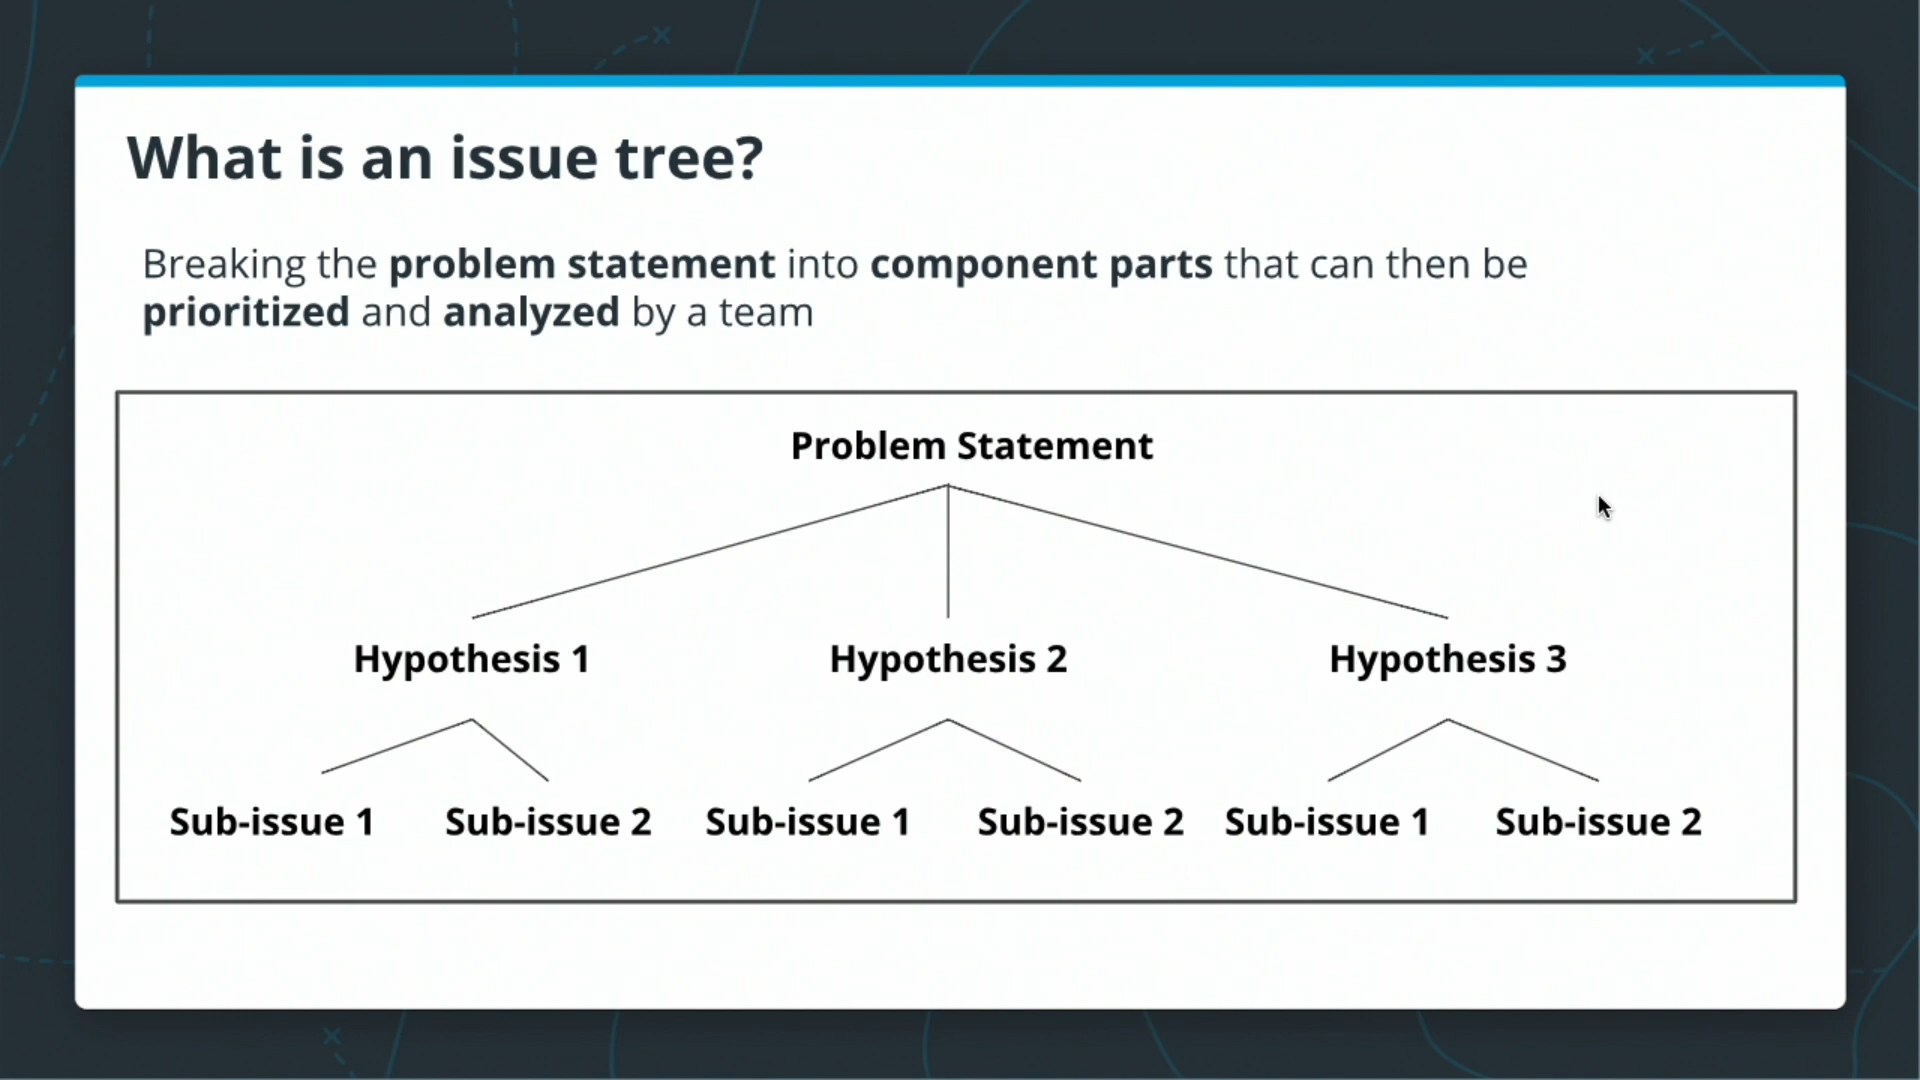 What is an issue tree?
Breaking the problem statement into component parts that can then be
prioritized and analyzed by a team
Problem Statement
Hypothesis 1 Hypothesis 2 Hypothesis 3
Sub-issue 1 Sub-issue 2 Sub-issue 1 Sub-issue 2 Sub-issue 1 Sub-issue 2